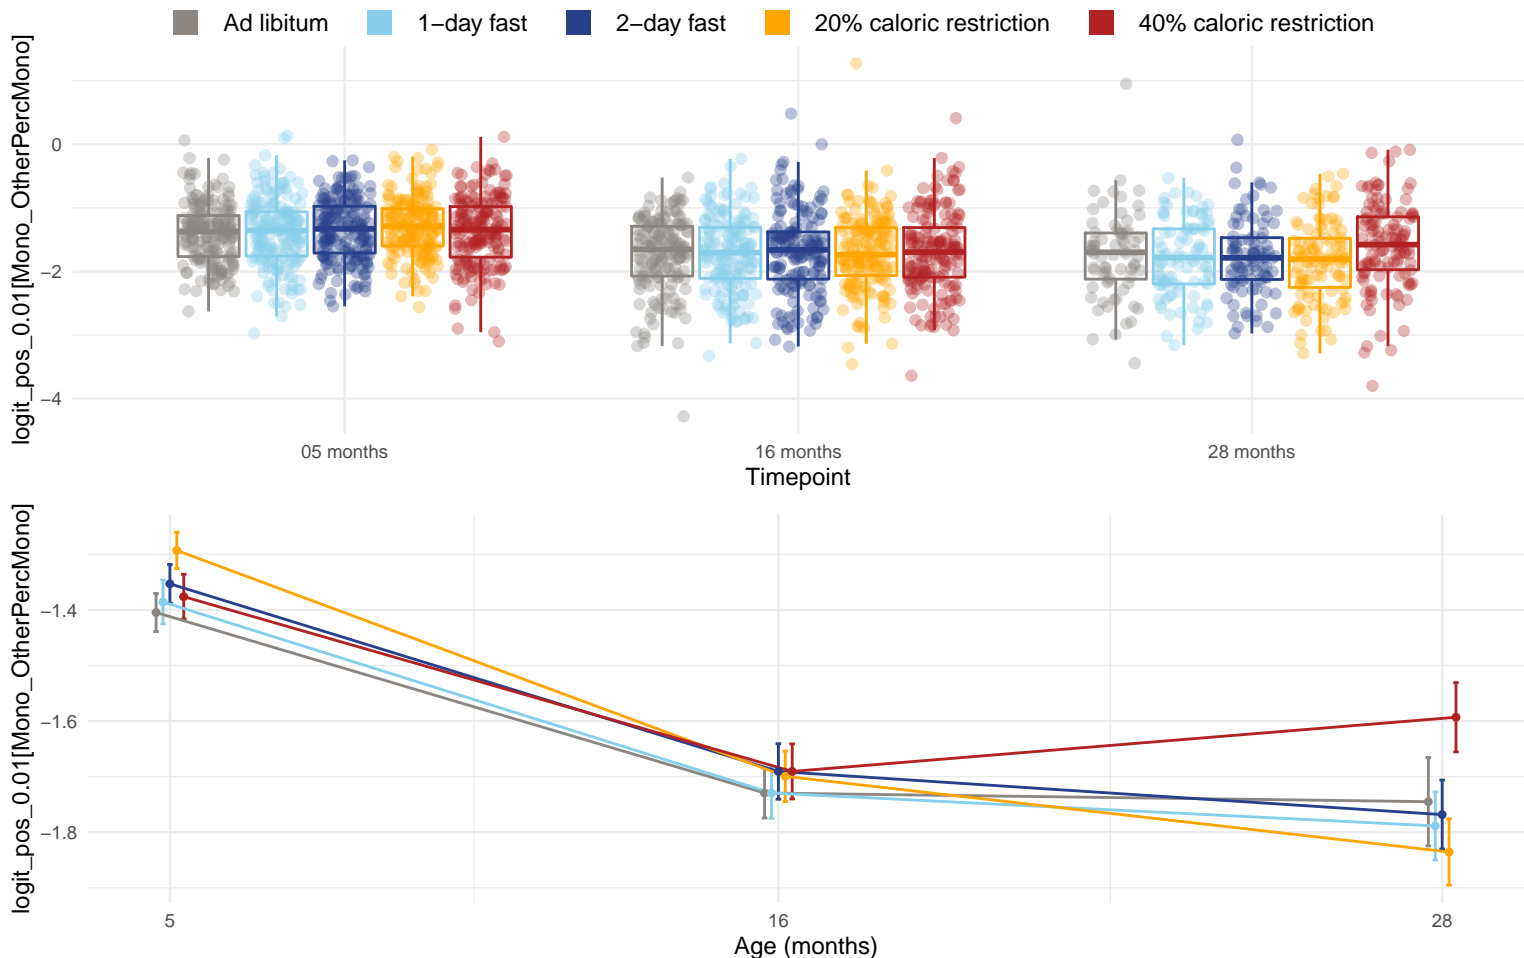 Ad libitum 1−day fast 2−day fast 20% caloric restriction 40% caloric restriction
logit_pos_0.01[Mono_OtherPercMono]
0
−2
−4
05 months 16 months 28 months
Timepoint
logit_pos_0.01[Mono_OtherPercMono]
−1.4
−1.6
−1.8
5 16 28
Age (months)